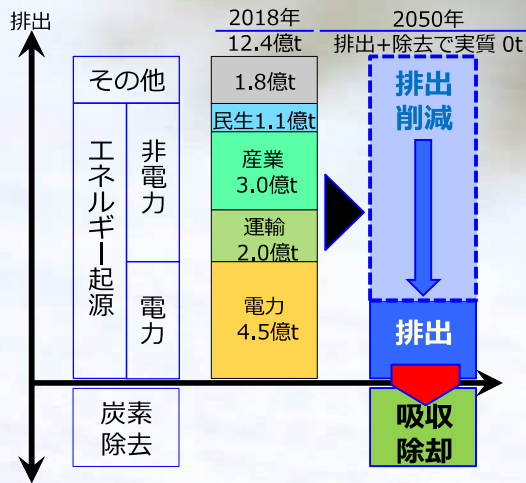 排出
2018年
12.4億t
2050年
排出+除去で実質 0t
その他
エネルギー起源
非電力
電力
炭素
除去
1.8億t
民生1.1億t
産業
3.0億t
運輸
2.0億t
電力
4.5億t
排出
削減
排出
吸収
除却
排出